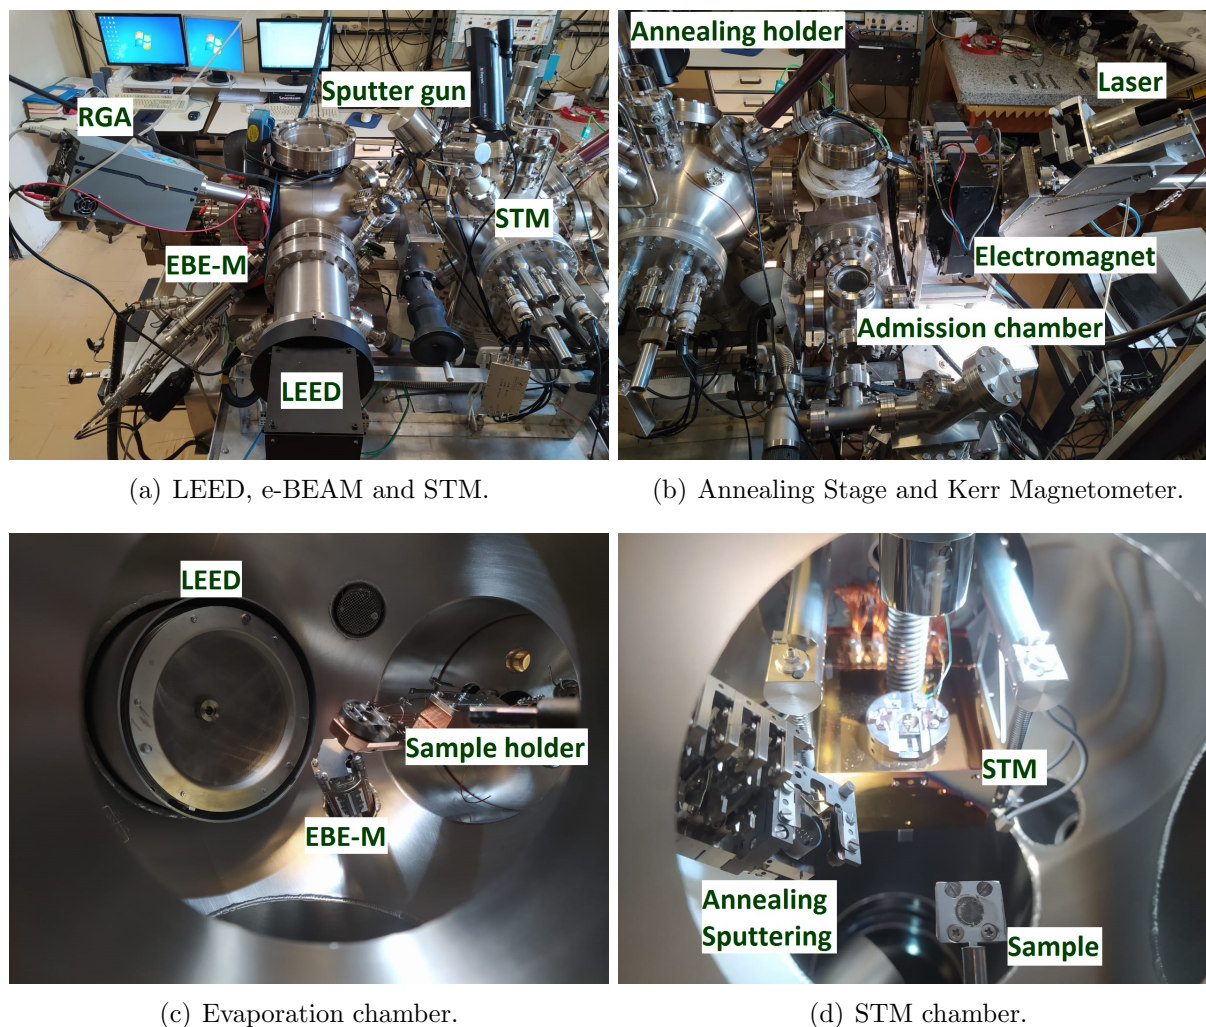 Annealing holder
Laser
Sputter gun
RGA
STM
EBE-M
Electromagnet
Admission chamber
LEED
(a) LEED, e-BEAM and STM.
(b) Annealing Stage and Kerr Magnetometer.
LEED
Sample holder
EBE-M
STM
Annealing
Sputtering
Sample
(c) Evaporation chamber.
(d) STM chamber.